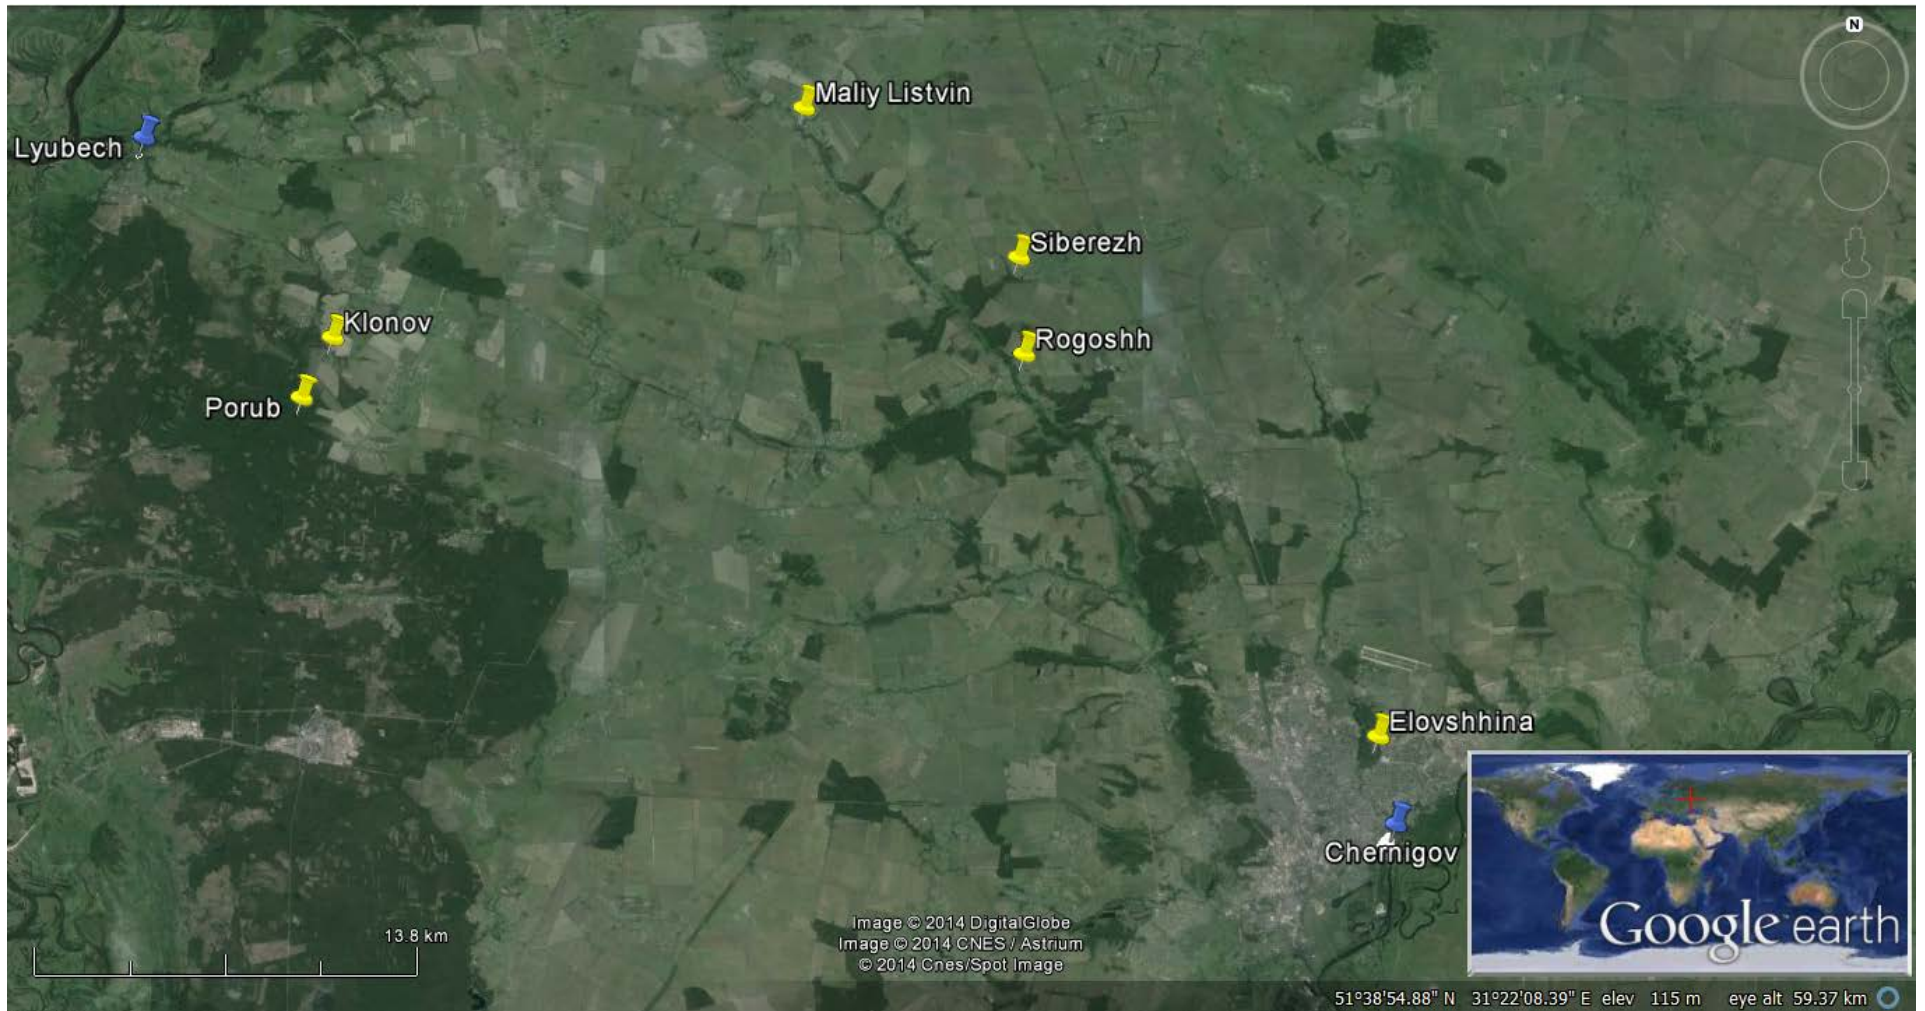 N
Maliy Listvin
Lyubech
Siberezh
Klonov
Rogoshh
Porub
Elovshhina
Chernigov
13.8 km
Image © 2014 DigitalGlobe
Image © 2014 CNES / Astrium
© 2014 Cnes/Spot Image
Google earth
51°38'54.88" N 31°22'08.39" E elev 115 m eye alt 59.37 km